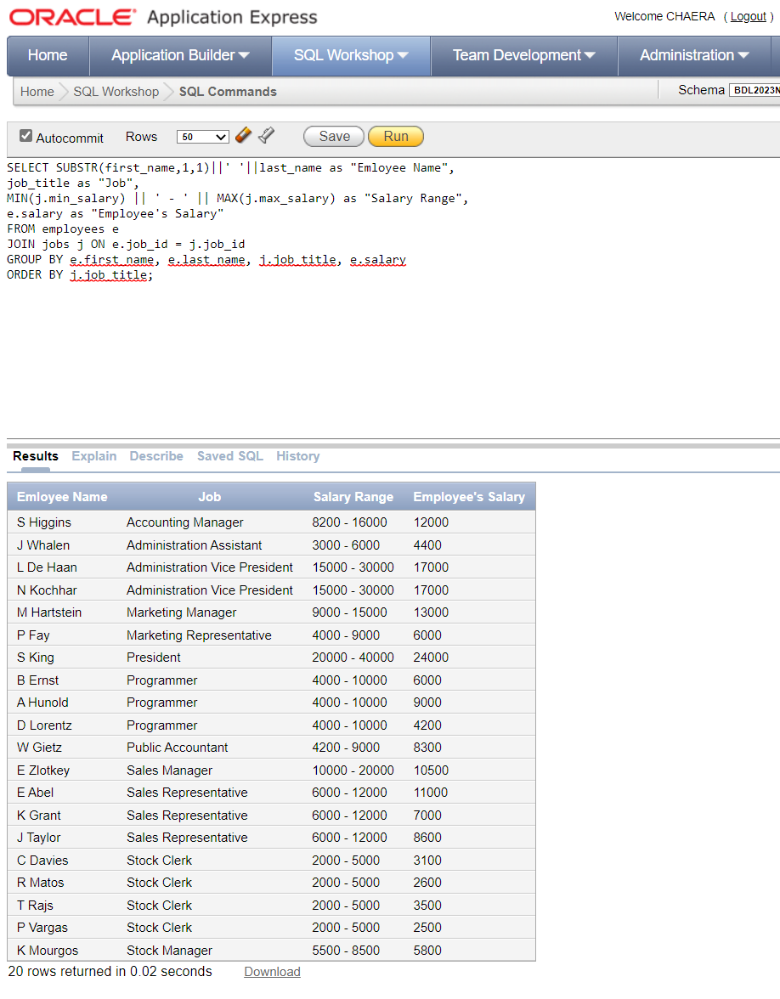 ORACLE® Application Express
Welcome CHAERA ( Logout )
Home Application Builder SQL Workshop Team Development Administration
Home SQL Workshop SQL Commands Schema BDL2023N
Autocommit Rows 50 Save Run
SELECT SUBSTR(first_name,1,1)||' '||last_name as "Emloyee Name",
job_title as "Job",
MIN(j.min_salary) || ' - ' || MAX(j.max_salary) as "Salary Range",
e.salary as "Employee's Salary"
FROM employees e
JOIN jobs j ON e.job_id = j.job_id
GROUP BY e.first_name, e.last_name, j.job_title, e.salary
ORDER BY j.job_title;
Results Explain Describe Saved SQL History
Emloyee Name Job Salary Range Employee's Salary
S Higgins Accounting Manager 8200 - 16000 12000
J Whalen Administration Assistant 3000 - 6000 4400
L De Haan Administration Vice President 15000 - 30000 17000
N Kochhar Administration Vice President 15000 - 30000 17000
M Hartstein Marketing Manager 9000 - 15000 13000
P Fay Marketing Representative 4000 - 9000 6000
S King President 20000 - 40000 24000
B Ernst Programmer 4000 - 10000 6000
A Hunold Programmer 4000 - 10000 9000
D Lorentz Programmer 4000 - 10000 4200
W Gietz Public Accountant 4200 - 9000 8300
E Zlotkey Sales Manager 10000 - 20000 10500
E Abel Sales Representative 6000 - 12000 11000
K Grant Sales Representative 6000 - 12000 7000
J Taylor Sales Representative 6000 - 12000 8600
C Davies Stock Clerk 2000 - 5000 3100
R Matos Stock Clerk 2000 - 5000 2600
T Rajs Stock Clerk 2000 - 5000 3500
P Vargas Stock Clerk 2000 - 5000 2500
K Mourgos Stock Manager 5500 - 8500 5800
20 rows returned in 0.02 seconds Download